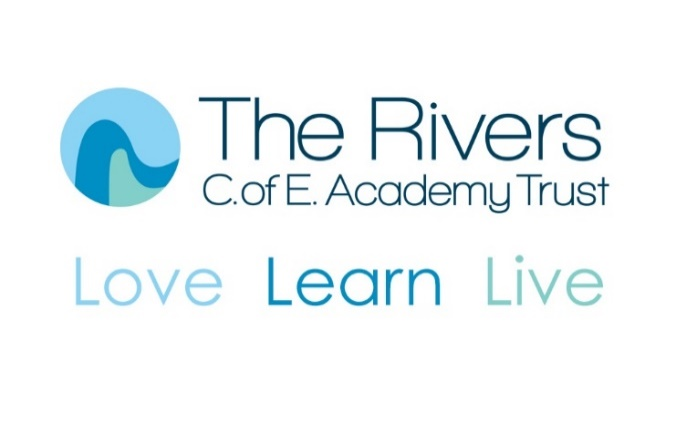 The Rivers
C. of E. Academy Trust
Love Learn Live